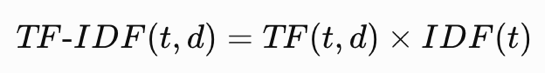 TF-IDF(t, d) = TF(t, d) × IDF(t)